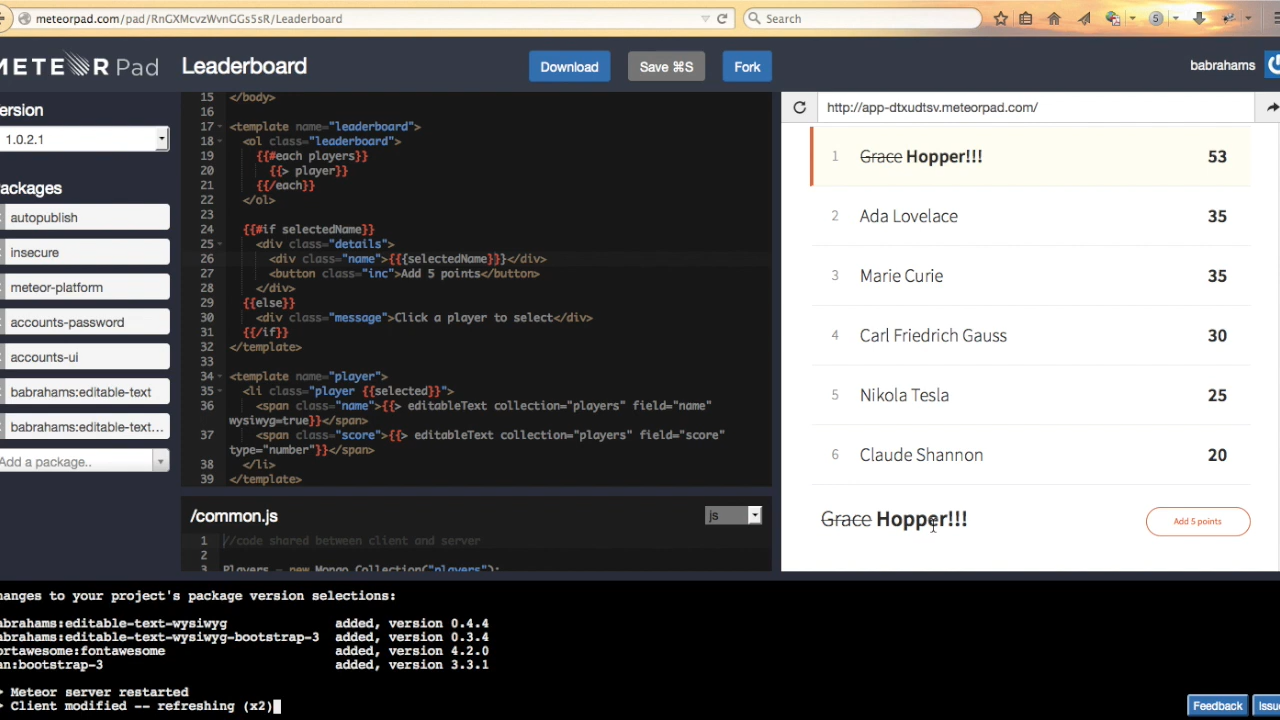 meteorpad.com/pad/RnGXMcvzWvnGGs5sR/Leaderboard
Search
5
METEOR Pad
Leaderboard
Download
Save ⌘S
Fork
babrahams
ersion
1.0.2.1
Packages
autopublish
insecure
meteor-platform
accounts-password
accounts-ui
babrahams:editable-text
babrahams:editable-text...
Add a package..
15 </body>
16
17 <template name="leaderboard">
18 <ol class="leaderboard">
19 {{#each players}}
20 {{> player}}
21 {{/each}}
22 </ol>
23
24 {{#if selectedName}}
25 <div class="details">
26 <div class="name">{{{selectedName}}}</div>
27 <button class="inc">Add 5 points</button>
28 </div>
29 {{else}}
30 <div class="message">Click a player to select</div>
31 {{/if}}
32 </template>
33
34 <template name="player">
35 <li class="player {{selected}}">
36 <span class="name">{{> editableText collection="players" field="name"
wysiwyg=true}}</span>
37 <span class="score">{{> editableText collection="players" field="score"
type="number"}}</span>
38 </li>
39 </template>
/common.js
js
1 //code shared between client and server
2
3 Players = new Mongo.Collection("players");
http://app-dtxudtsv.meteorpad.com/
1 Grace Hopper!!! 53
2 Ada Lovelace 35
3 Marie Curie 35
4 Carl Friedrich Gauss 30
5 Nikola Tesla 25
6 Claude Shannon 20
Grace Hopper!!!
Add 5 points
hanges to your project's package version selections:
abrahams:editable-text-wysiwyg added, version 0.4.4
abrahams:editable-text-wysiwyg-bootstrap-3 added, version 0.3.4
ortawesome:fontawesome added, version 4.2.0
an:bootstrap-3 added, version 3.3.1
> Meteor server restarted
> Client modified -- refreshing (x2)
Feedback
Issu